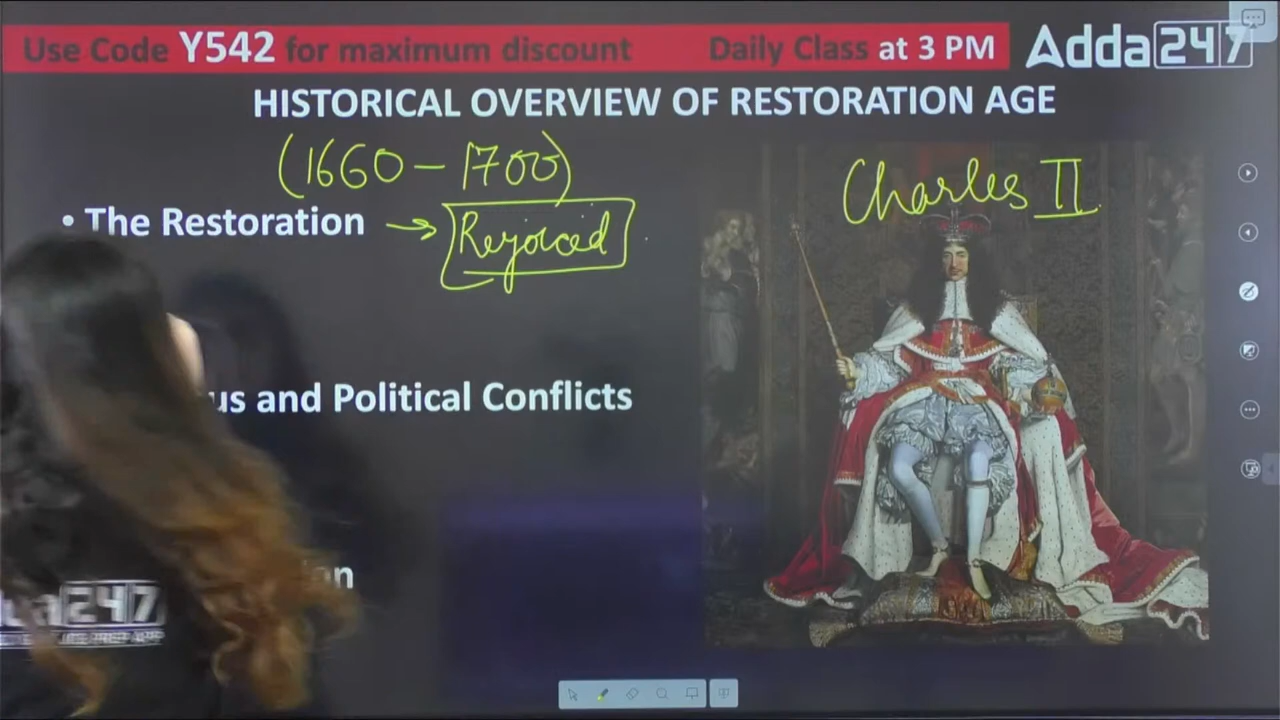 Use Code Y542 for maximum discount Daily Class at 3 PM Adda247
HISTORICAL OVERVIEW OF RESTORATION AGE
(1660 - 1700)
Charles II
• The Restoration → Rejoiced
us and Political Conflicts
247